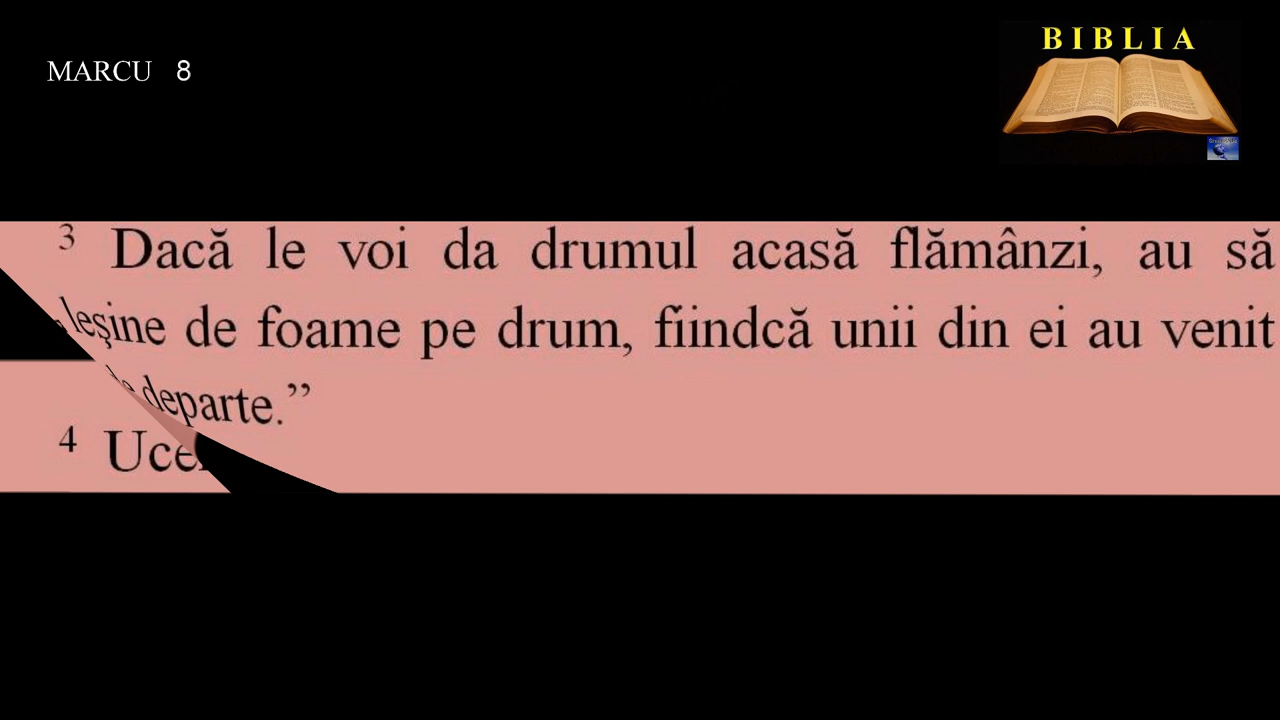 BIBLIA
MARCU 8
3 Dacă le voi da drumul acasă flămânzi, au să
leşine de foame pe drum, fiindcă unii din ei au venit
de departe.”
4